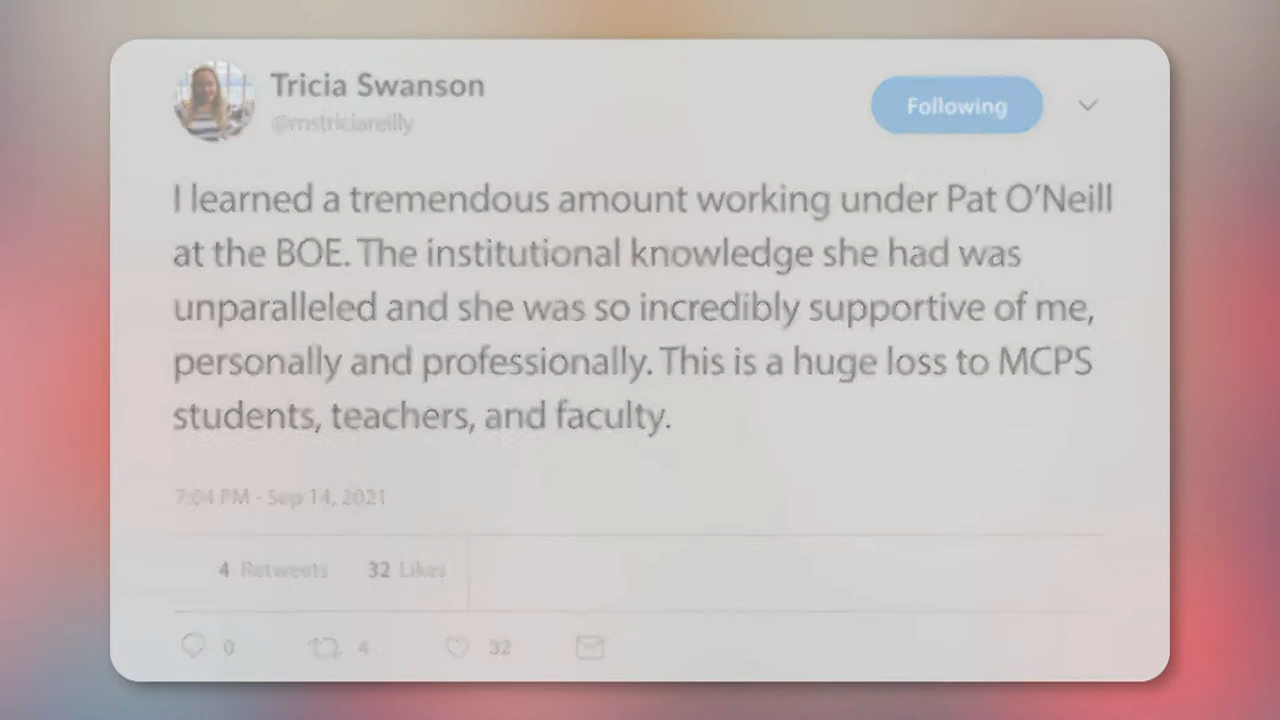 Tricia Swanson
@mstriciareilly
Following
I learned a tremendous amount working under Pat O’Neill
at the BOE. The institutional knowledge she had was
unparalleled and she was so incredibly supportive of me,
personally and professionally. This is a huge loss to MCPS
students, teachers, and faculty.
7:04 PM - Sep 14, 2021
4 Retweets 32 Likes
0 4 32